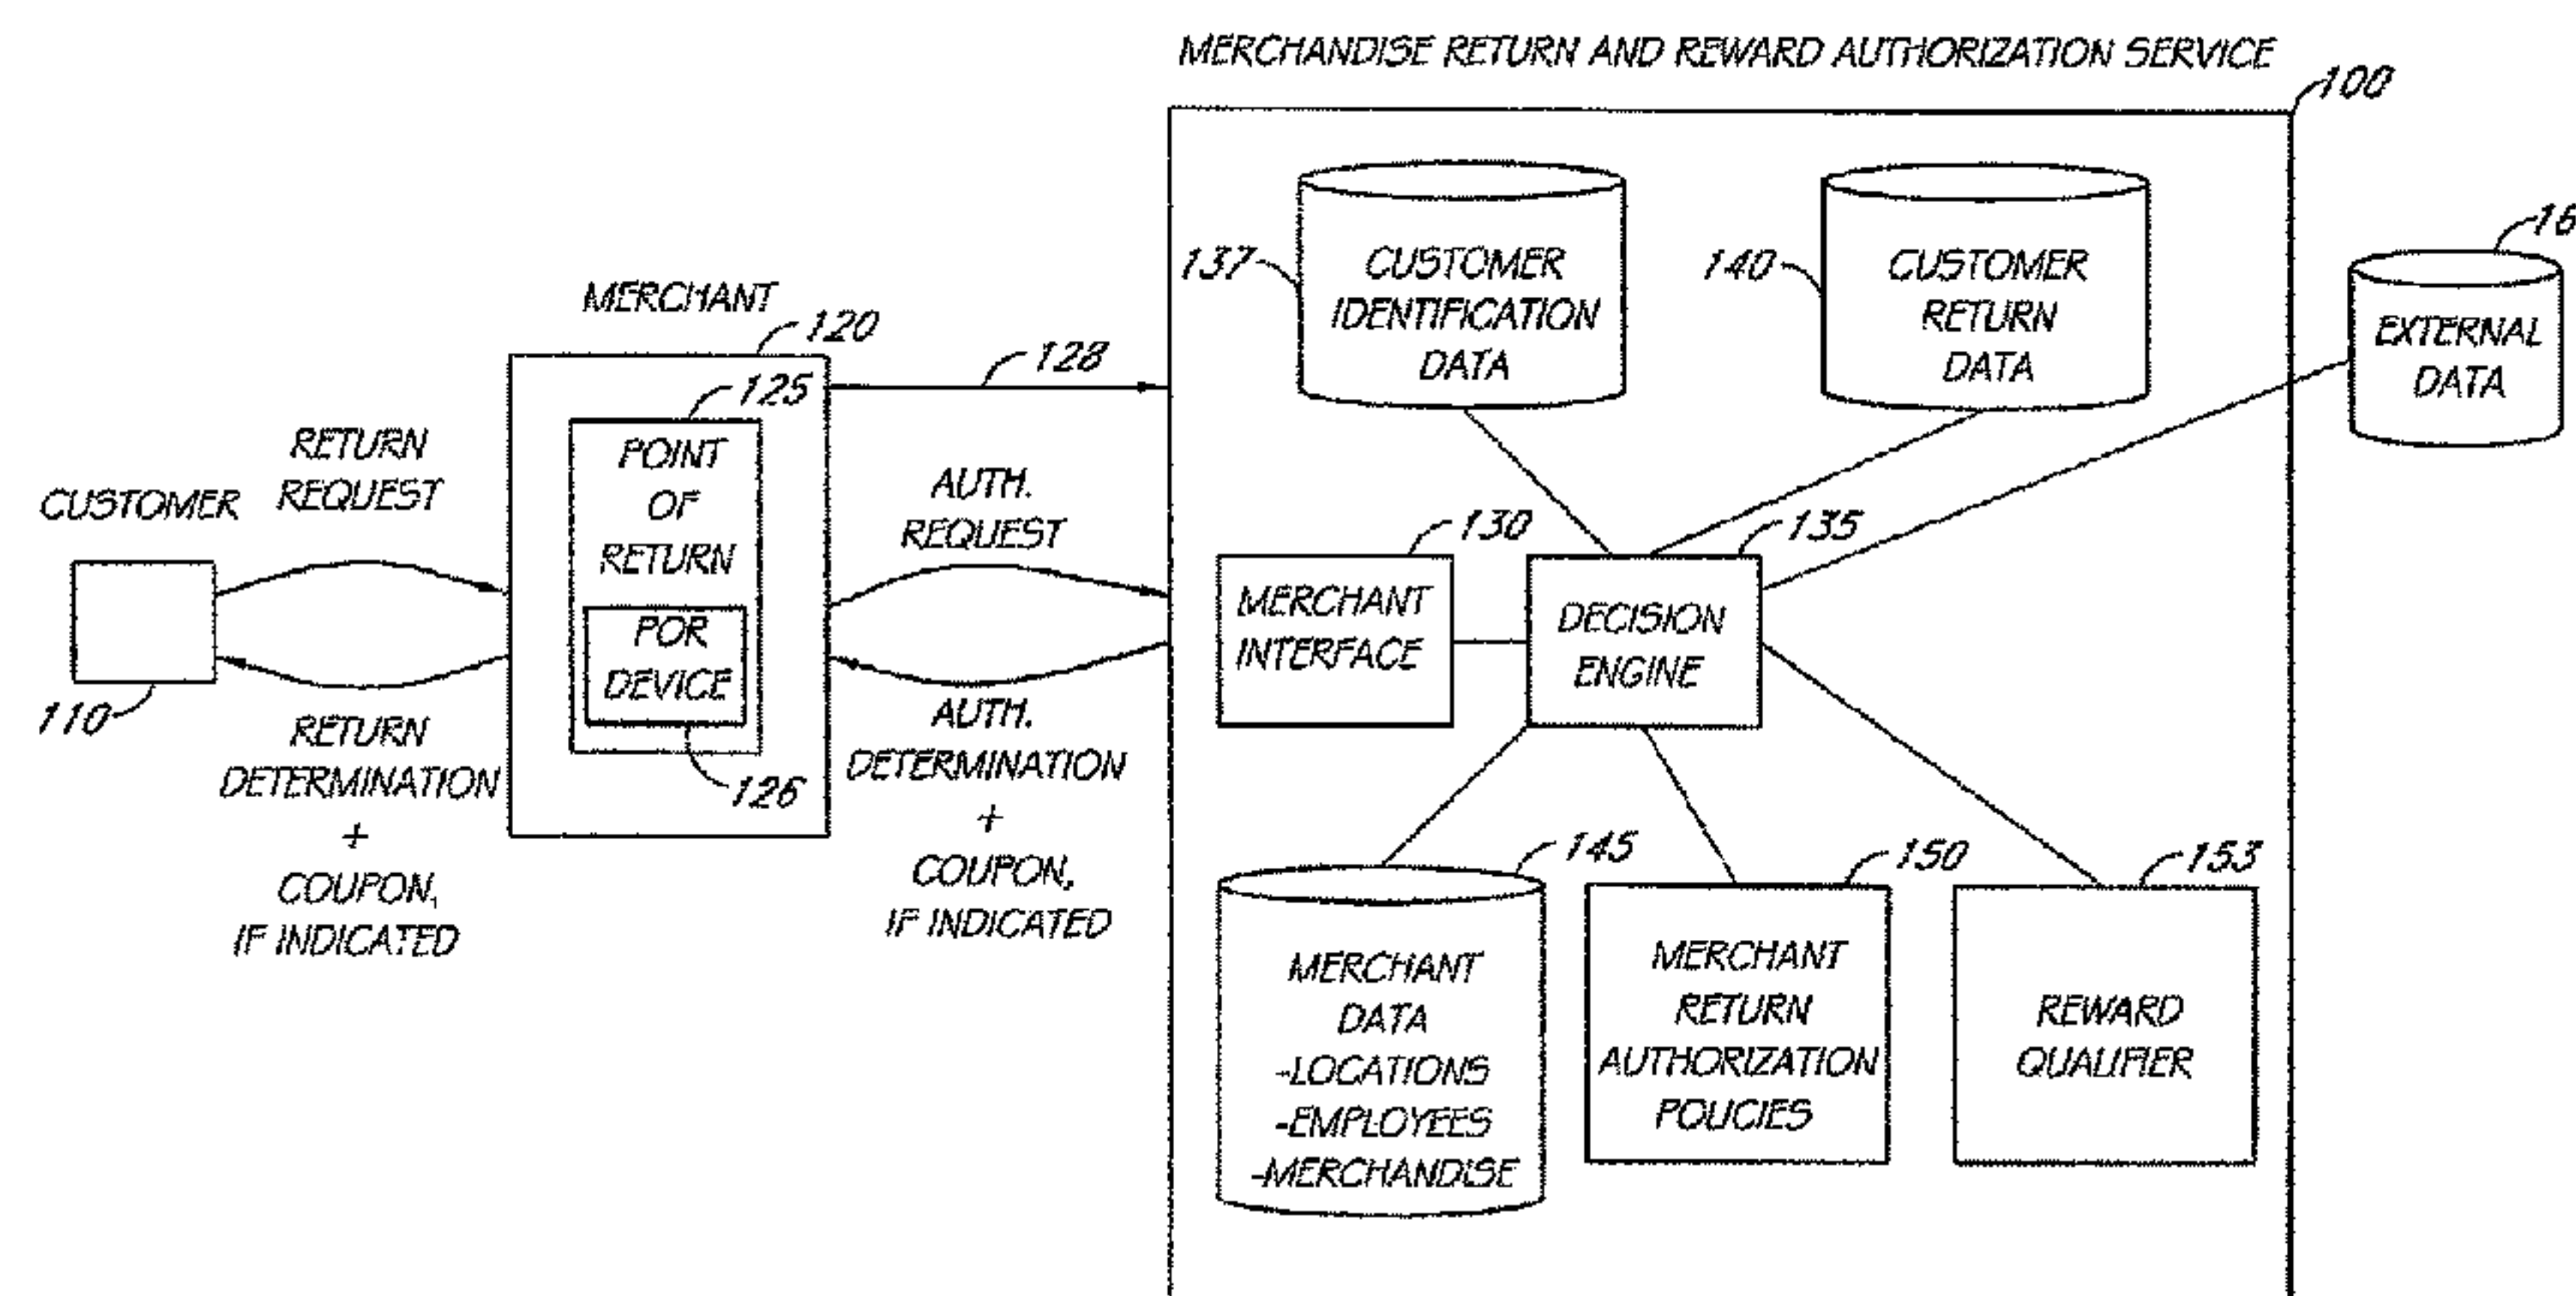 MERCHANDISE RETURN AND REWARD AUTHORIZATION SERVICE
100
137
CUSTOMER
IDENTIFICATION
DATA
140
CUSTOMER
RETURN
DATA
EXTERNAL
DATA
MERCHANT
120
128
125
POINT
OF
RETURN
POR
DEVICE
126
CUSTOMER
110
RETURN
REQUEST
RETURN
DETERMINATION
+
COUPON,
IF INDICATED
AUTH.
REQUEST
AUTH.
DETERMINATION
+
COUPON,
IF INDICATED
130
MERCHANT
INTERFACE
135
DECISION
ENGINE
145
MERCHANT
DATA
-LOCATIONS
-EMPLOYEES
-MERCHANDISE
150
MERCHANT
RETURN
AUTHORIZATION
POLICIES
153
REWARD
QUALIFIER